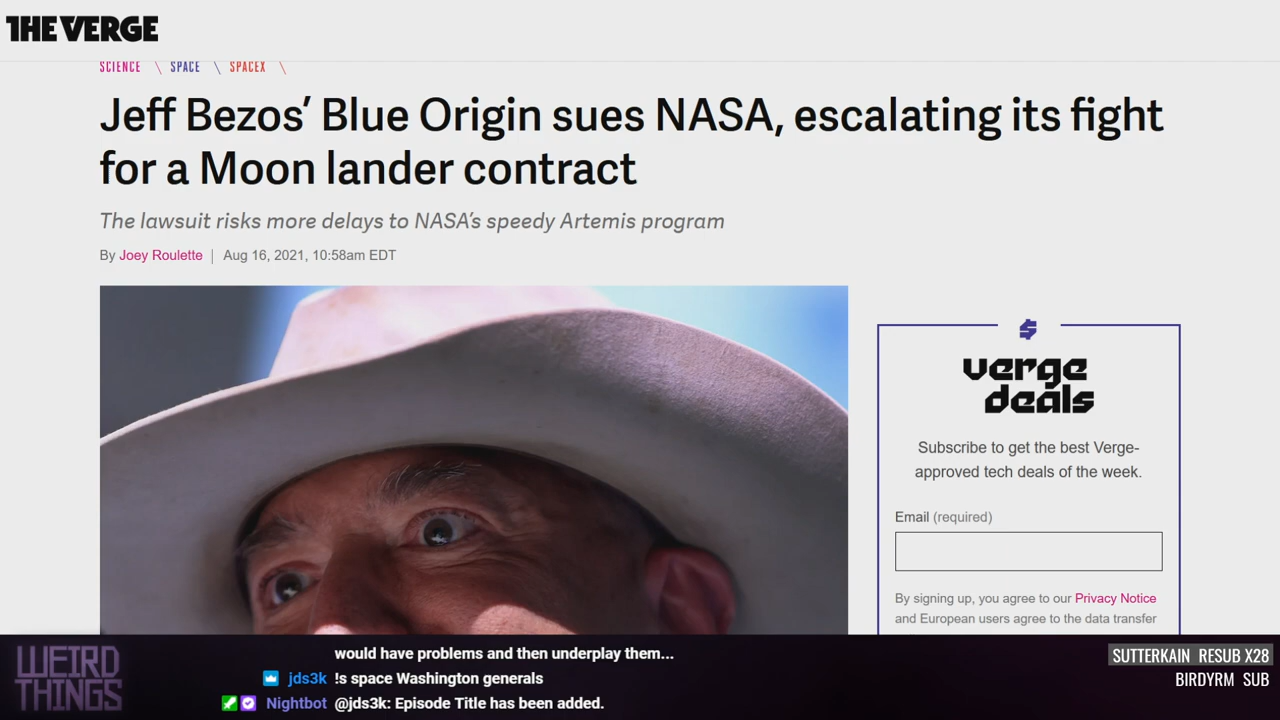 THE VERGE
SCIENCE \ SPACE \ SPACEX \
Jeff Bezos’ Blue Origin sues NASA, escalating its fight
for a Moon lander contract
The lawsuit risks more delays to NASA’s speedy Artemis program
By Joey Roulette | Aug 16, 2021, 10:58am EDT
$
verge
deals
Subscribe to get the best Verge-
approved tech deals of the week.
Email (required)
By signing up, you agree to our Privacy Notice
and European users agree to the data transfer
WEIRD
THINGS
would have problems and then underplay them...
jds3k !s space Washington generals
Nightbot @jds3k: Episode Title has been added.
SUTTERKAIN RESUB X28
BIRDYRM SUB